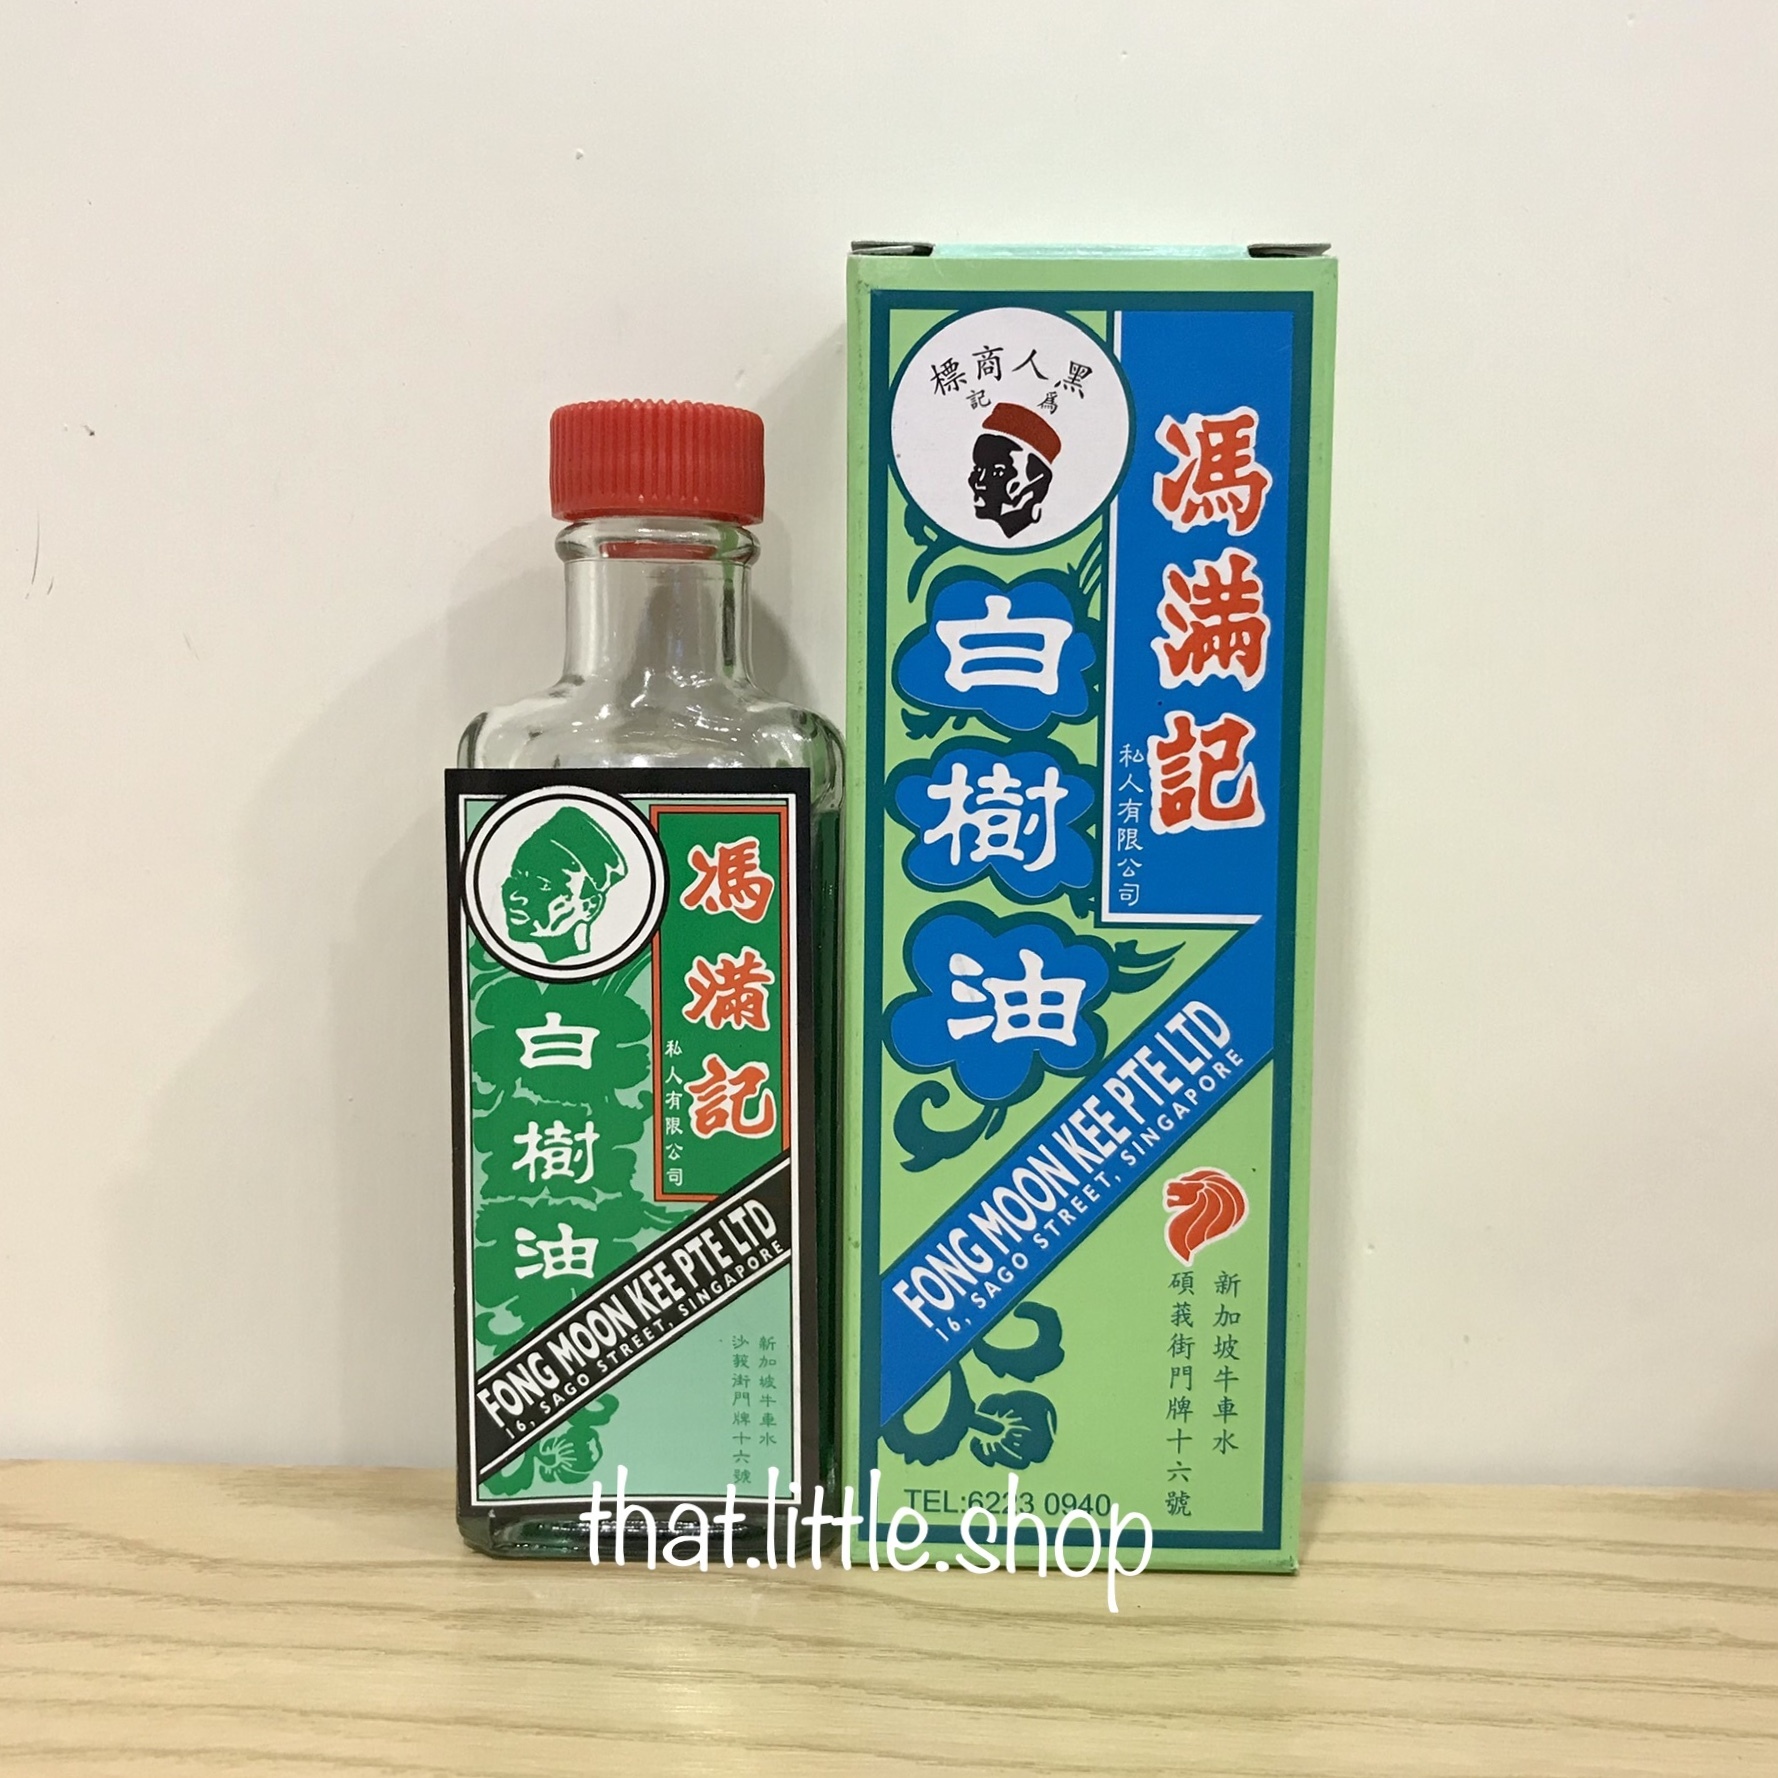 馮滿記
私人有限公司
白樹油
FONG MOON KEE PTE LTD
16, SAGO STREET, SINGAPORE
新加坡牛車水
沙莪街門牌十六號
標商人黑
記 爲
馮滿記
私人有限公司
白樹油
FONG MOON KEE PTE LTD
16, SAGO STREET, SINGAPORE
新加坡牛車水
碩莪街門牌十六號
TEL:6223 0940
that.little.shop